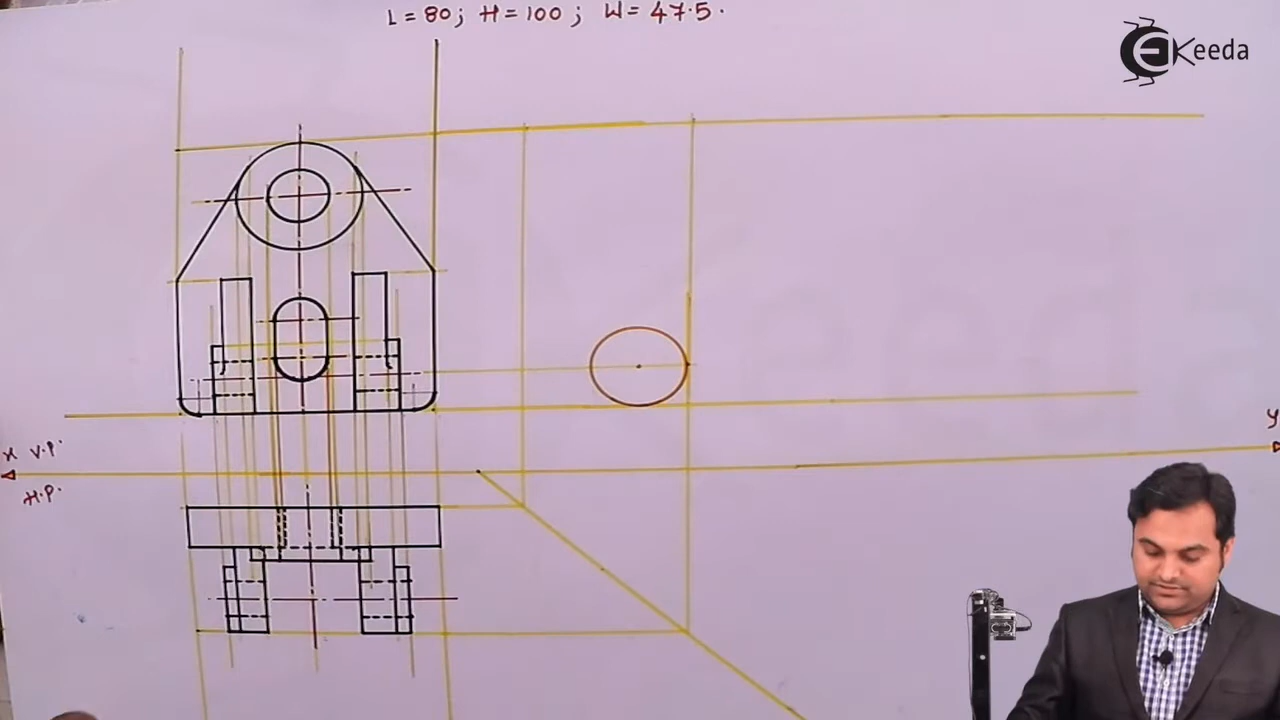 L = 80; H = 100; W = 47.5.
EKeeda
X V.P. Y
H.P.